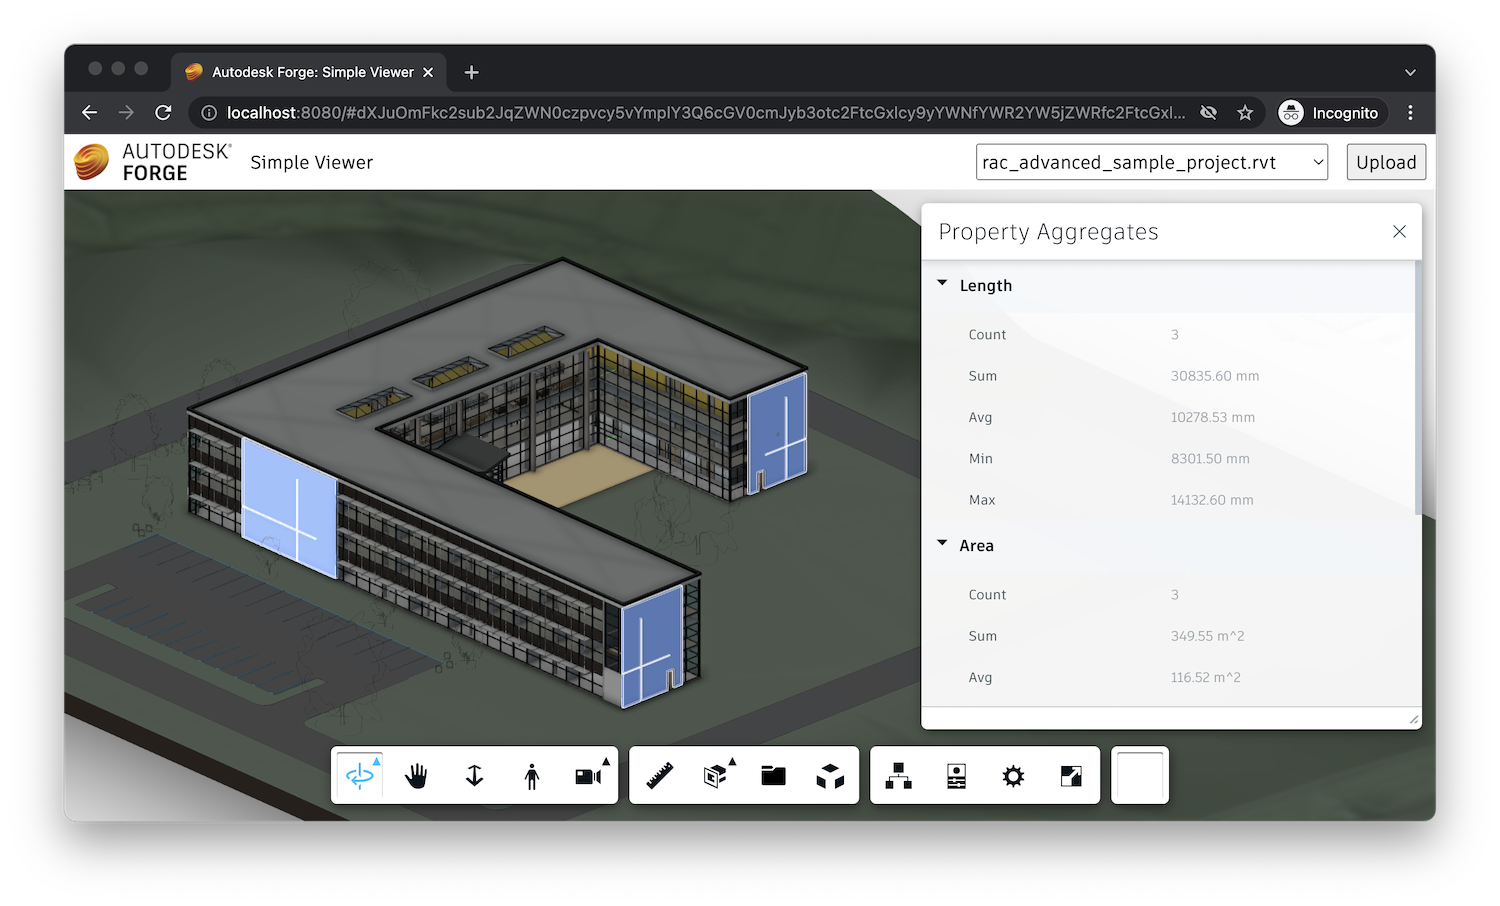 Autodesk Forge: Simple Viewer
localhost:8080/#dXJuOmFkc2sub2JqZWN0czpvcy5vYmplY3Q6cGV0cmJyb3otc2FtcGxlcy9yYWNfYWR2YW5jZWRfc2FtcGxl...
Incognito
AUTODESK®
FORGE
Simple Viewer
rac_advanced_sample_project.rvt
Upload
Property Aggregates
Length
Count 3
Sum 30835.60 mm
Avg 10278.53 mm
Min 8301.50 mm
Max 14132.60 mm
Area
Count 3
Sum 349.55 m^2
Avg 116.52 m^2